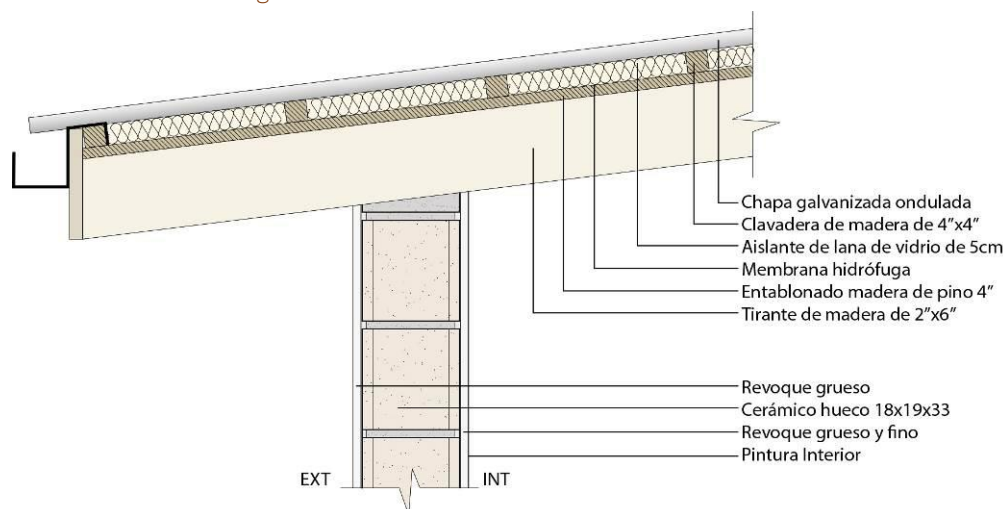 Chapa galvanizada ondulada
Clavadera de madera de 4”x4”
Aislante de lana de vidrio de 5cm
Membrana hidrófuga
Entablonado madera de pino 4”
Tirante de madera de 2”x6”
Revoque grueso
Cerámico hueco 18x19x33
Revoque grueso y fino
Pintura Interior
EXT
INT